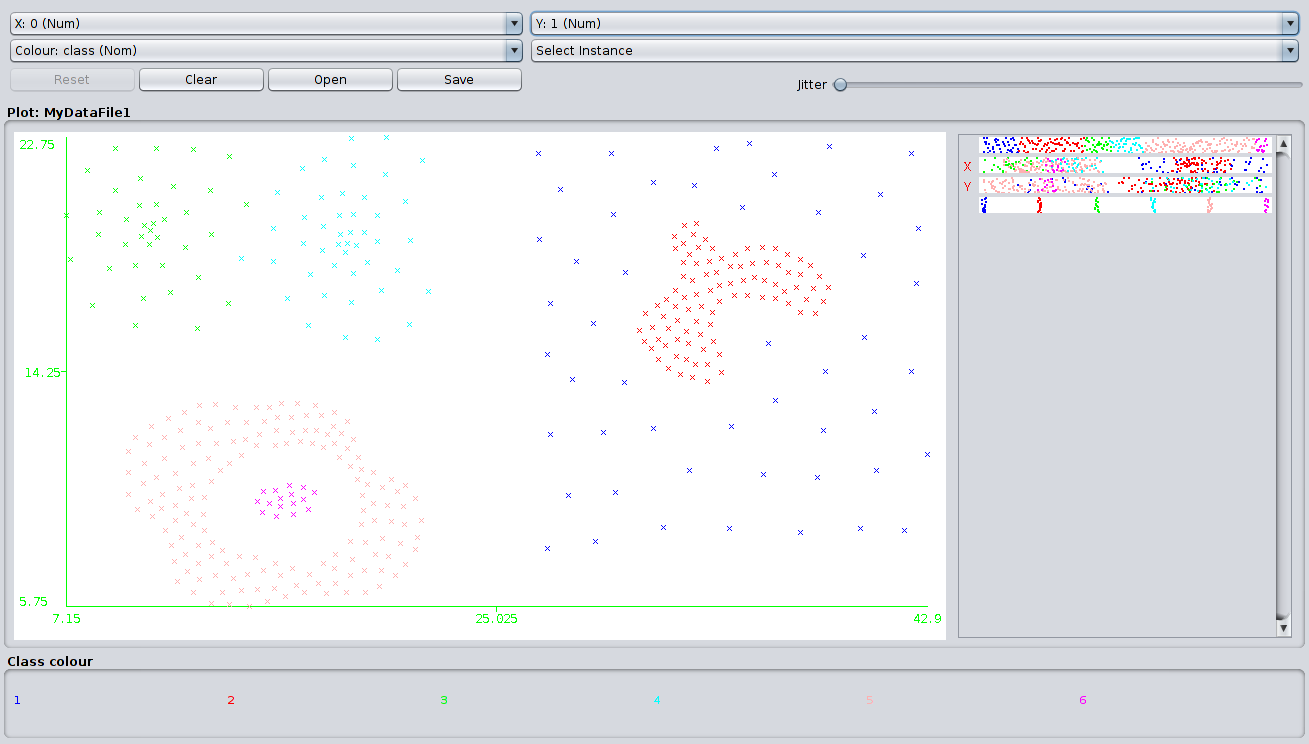 X: 0 (Num) Y: 1 (Num)
Colour: class (Nom) Select Instance
Reset Clear Open Save Jitter
Plot: MyDataFile1
22.75
14.25
5.75
7.15 25.025 42.9
X
Y
Class colour
1 2 3 4 5 6